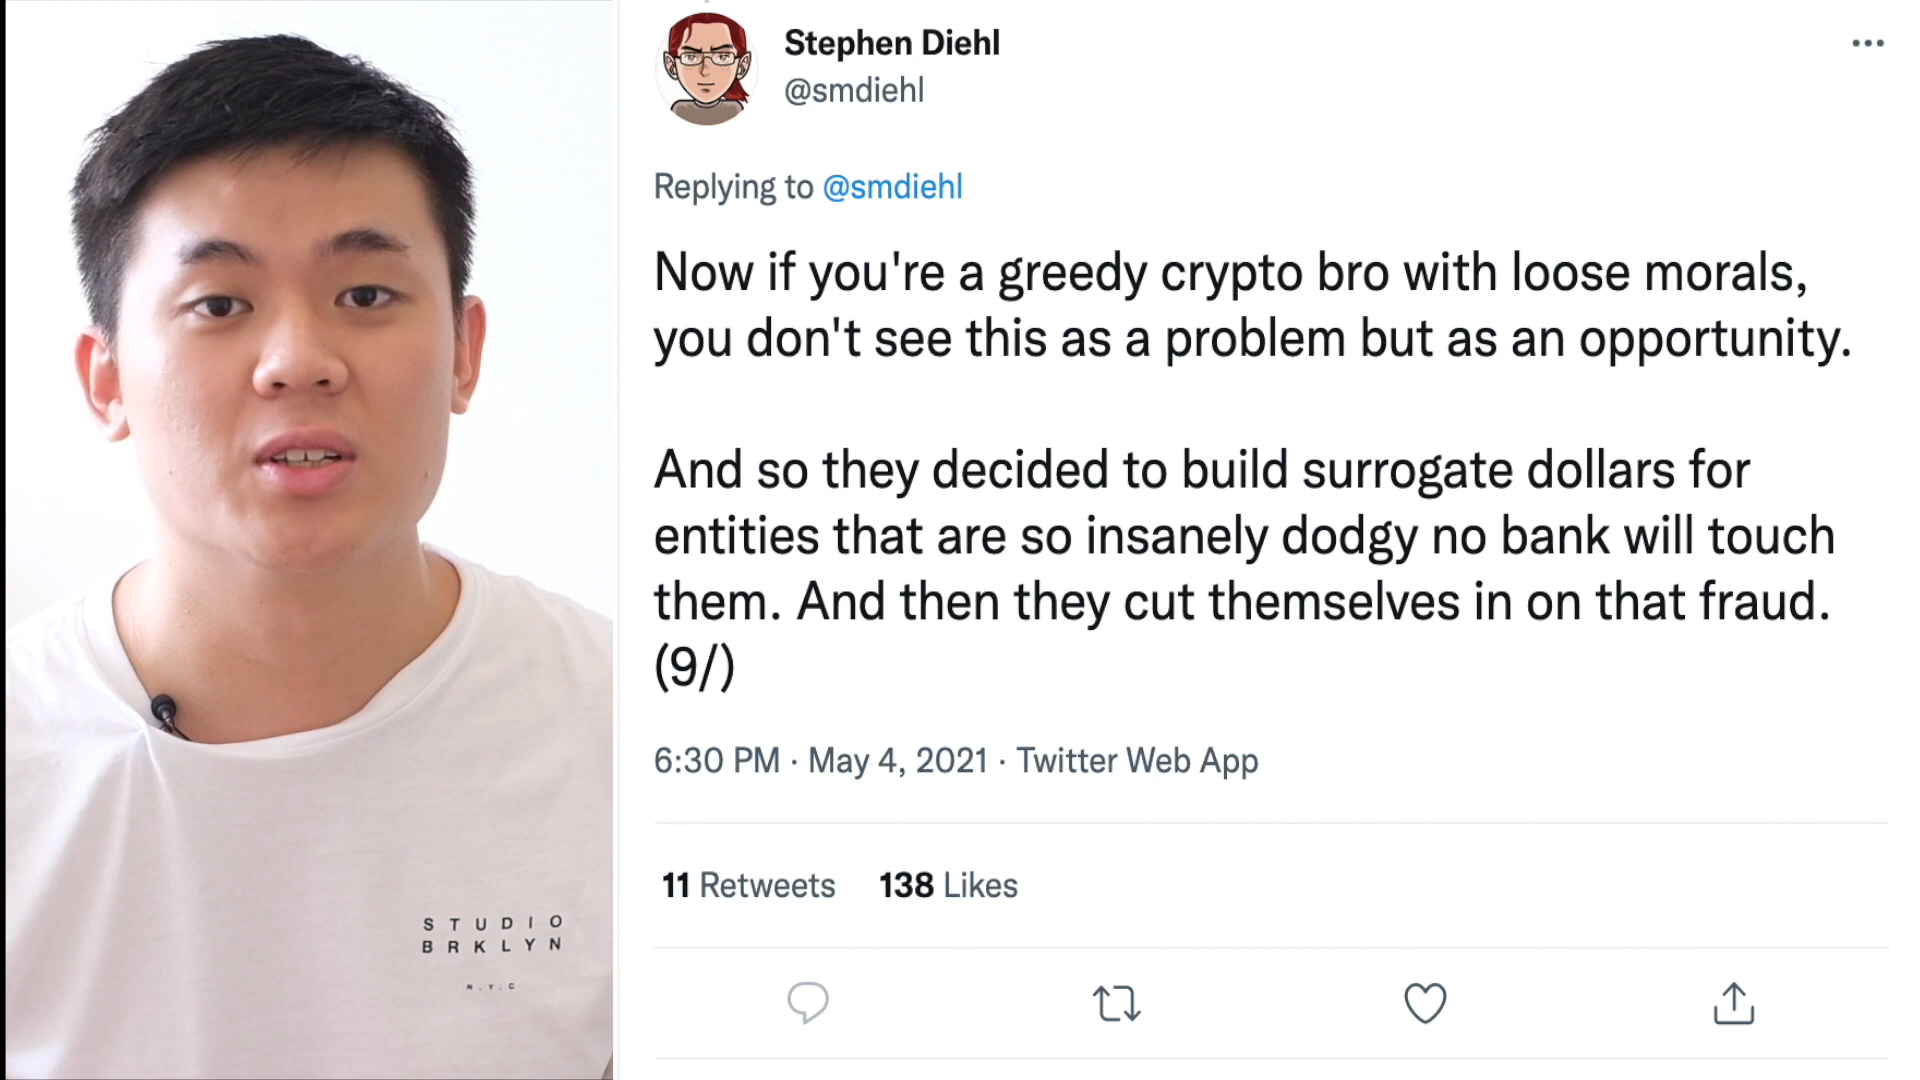 Stephen Diehl
@smdiehl
Replying to @smdiehl
Now if you're a greedy crypto bro with loose morals,
you don't see this as a problem but as an opportunity.
And so they decided to build surrogate dollars for
entities that are so insanely dodgy no bank will touch
them. And then they cut themselves in on that fraud.
(9/)
6:30 PM · May 4, 2021 · Twitter Web App
11 Retweets 138 Likes
STUDIO
BRKLYN
N.Y.C